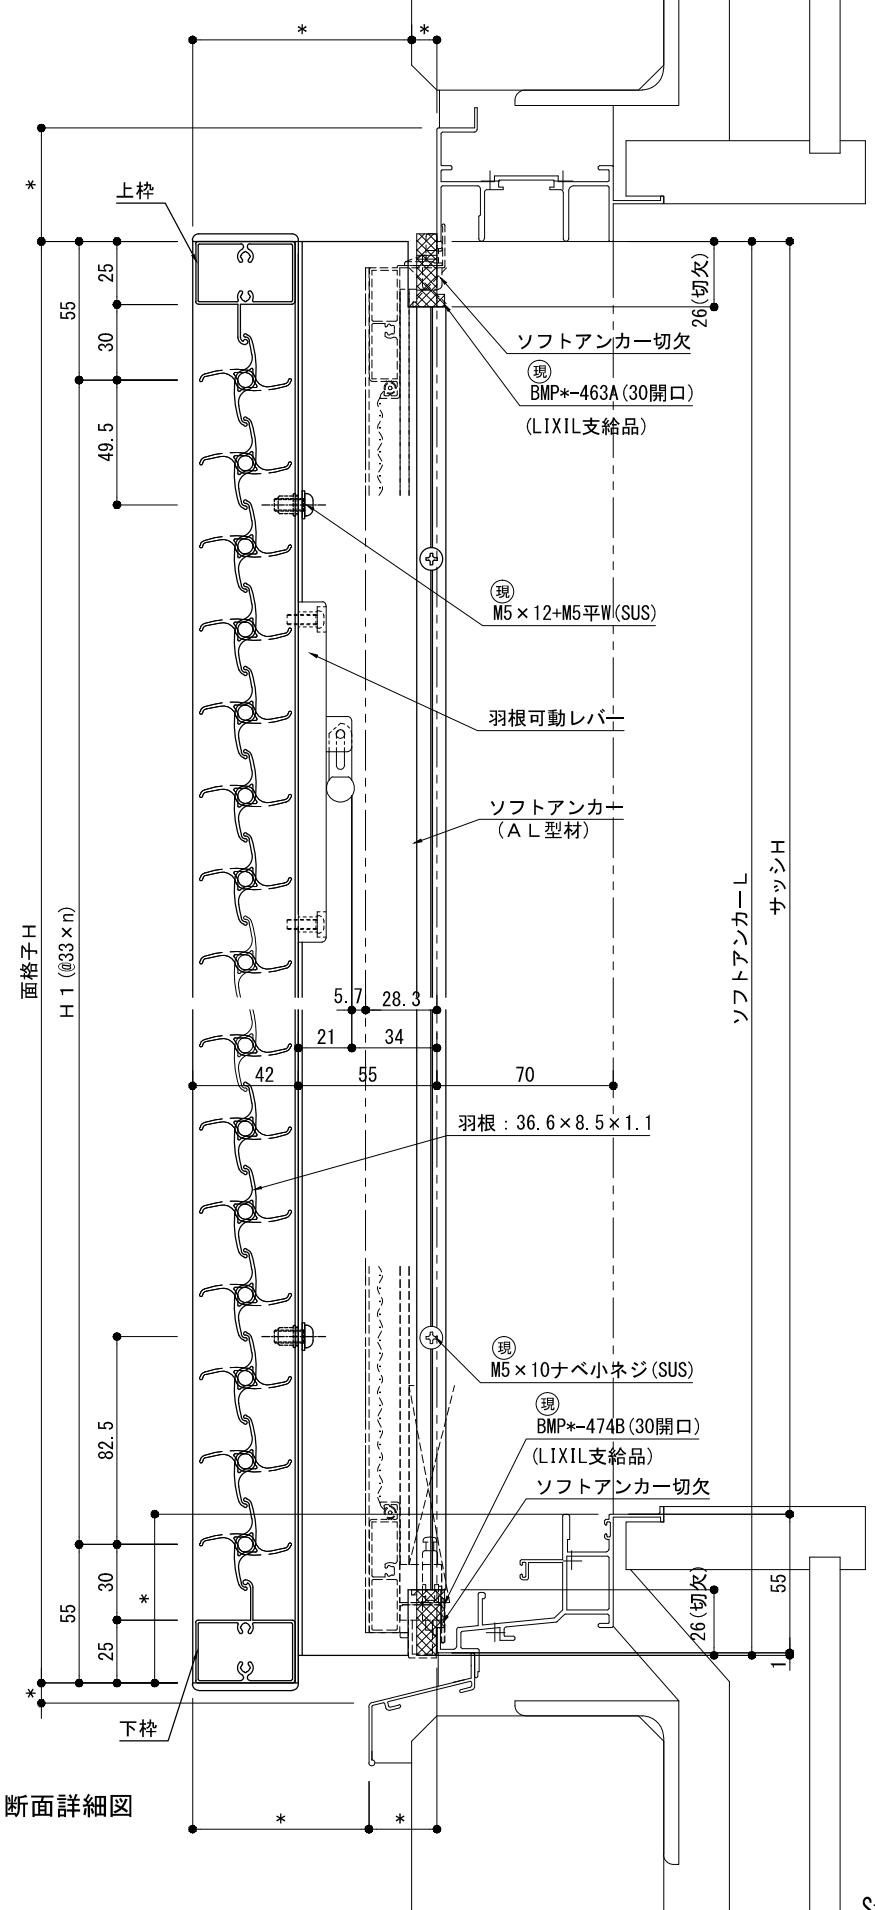 *
*
*
上枠
25
55
30
49.5
26(切欠)
ソフトアンカー切欠
現
BMP*-463A(30開口)
(LIXIL支給品)
現
M5×12+M5平W(SUS)
羽根可動レバー
ソフトアンカー
(AL型材)
面格子H
H1(@33×n)
ソフトアンカーL
サッシH
5.7
28.3
21
34
42
55
70
羽根：36.6×8.5×1.1
現
M5×10ナベ小ネジ(SUS)
現
BMP*-474B(30開口)
(LIXIL支給品)
ソフトアンカー切欠
82.5
30
*
55
25
*
26(切欠)
55
1
下枠
断面詳細図
*
*